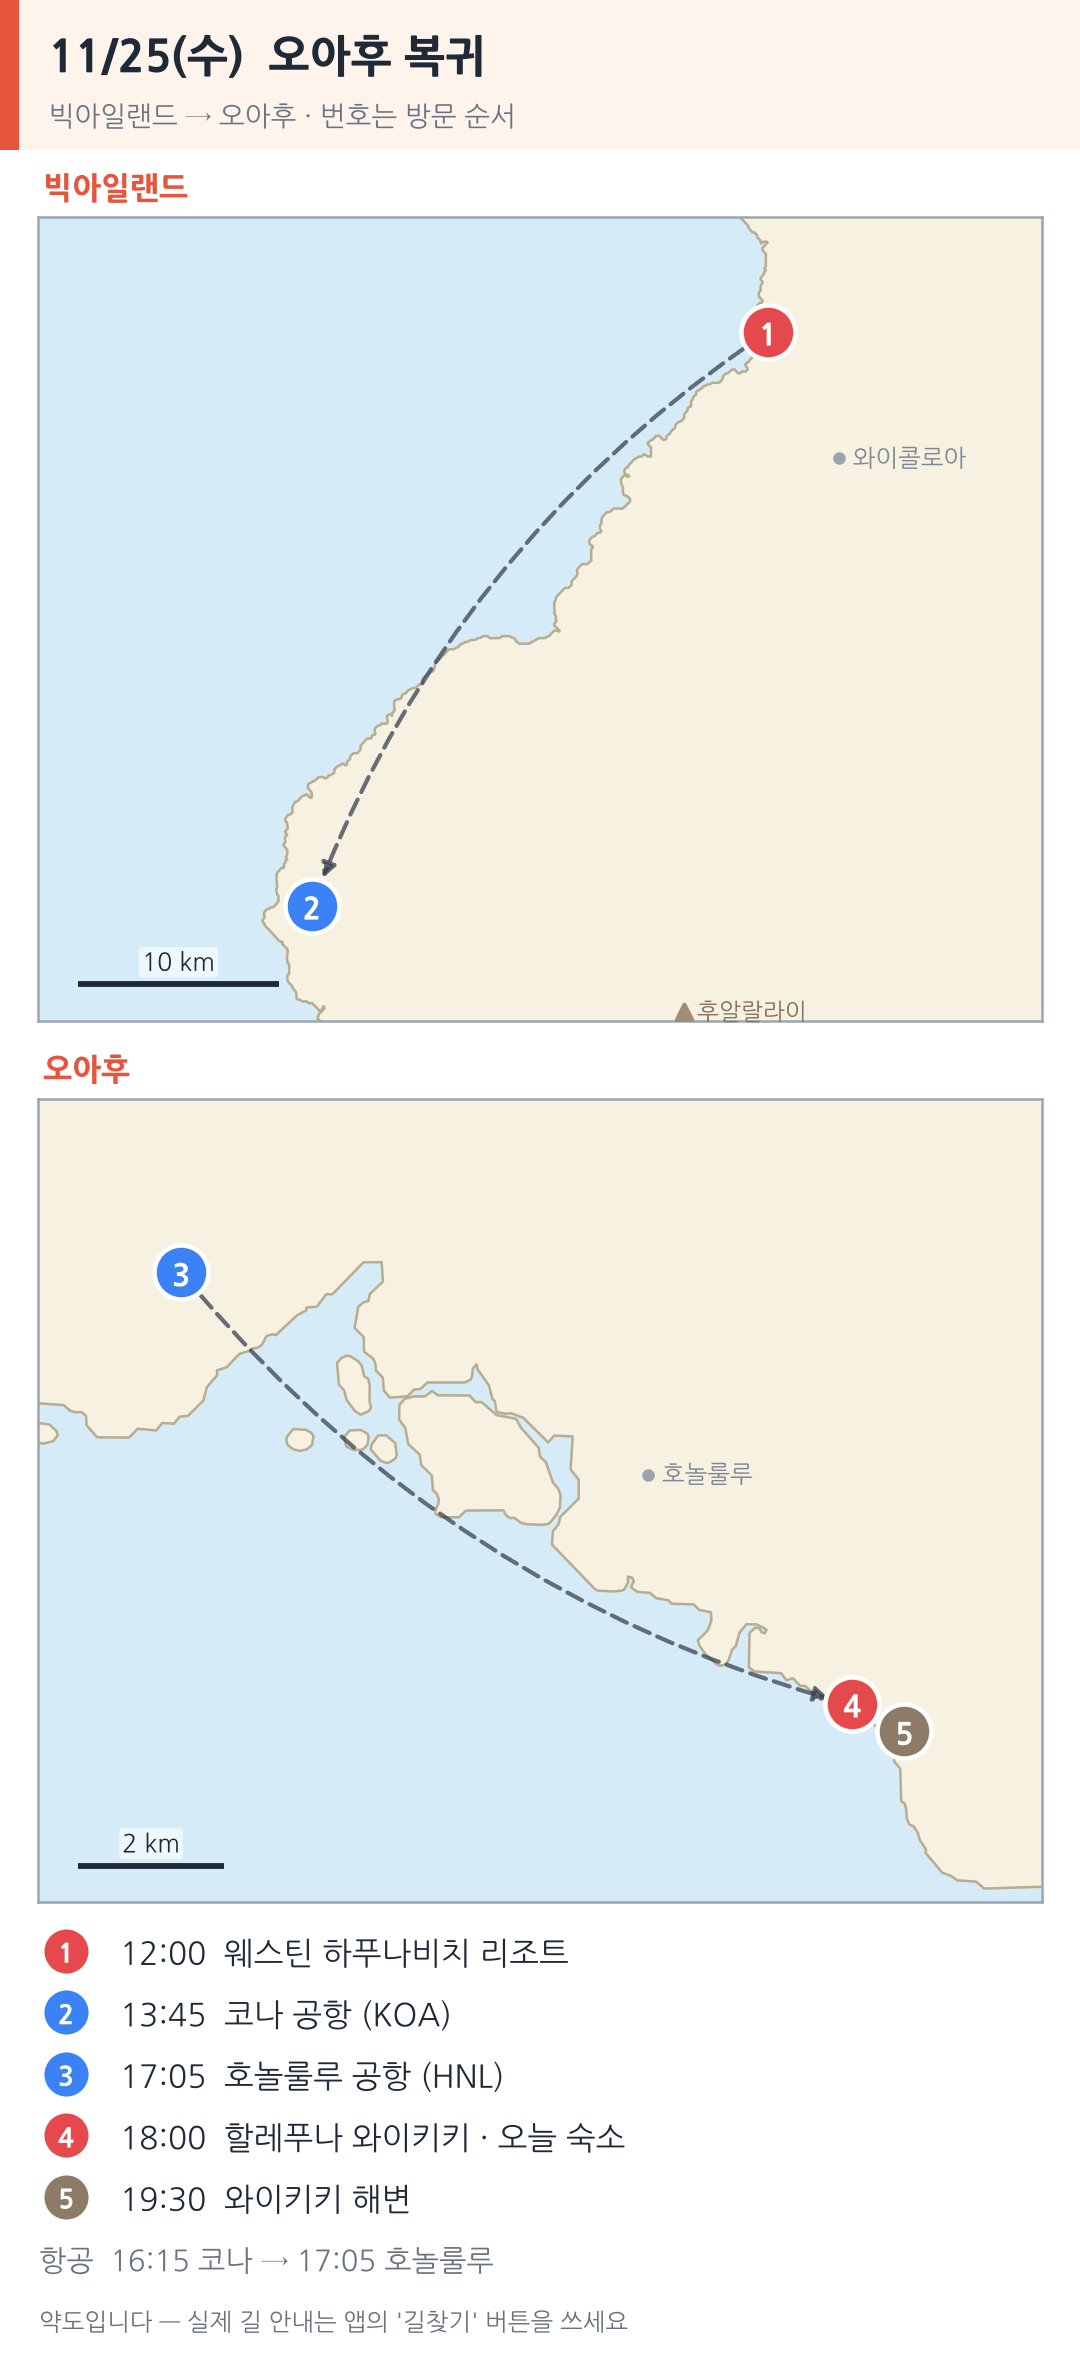 11/25(수)  오아후 복귀
빅아일랜드 → 오아후 · 번호는 방문 순서
빅아일랜드
1
와이콜로아
2
10 km
후알랄라이
오아후
3
호놀룰루
4
5
2 km
1 12:00 웨스틴 하푸나비치 리조트
2 13:45 코나 공항 (KOA)
3 17:05 호놀룰루 공항 (HNL)
4 18:00 할레푸나 와이키키 · 오늘 숙소
5 19:30 와이키키 해변
항공 16:15 코나 → 17:05 호놀룰루
약도입니다 — 실제 길 안내는 앱의 '길찾기' 버튼을 쓰세요